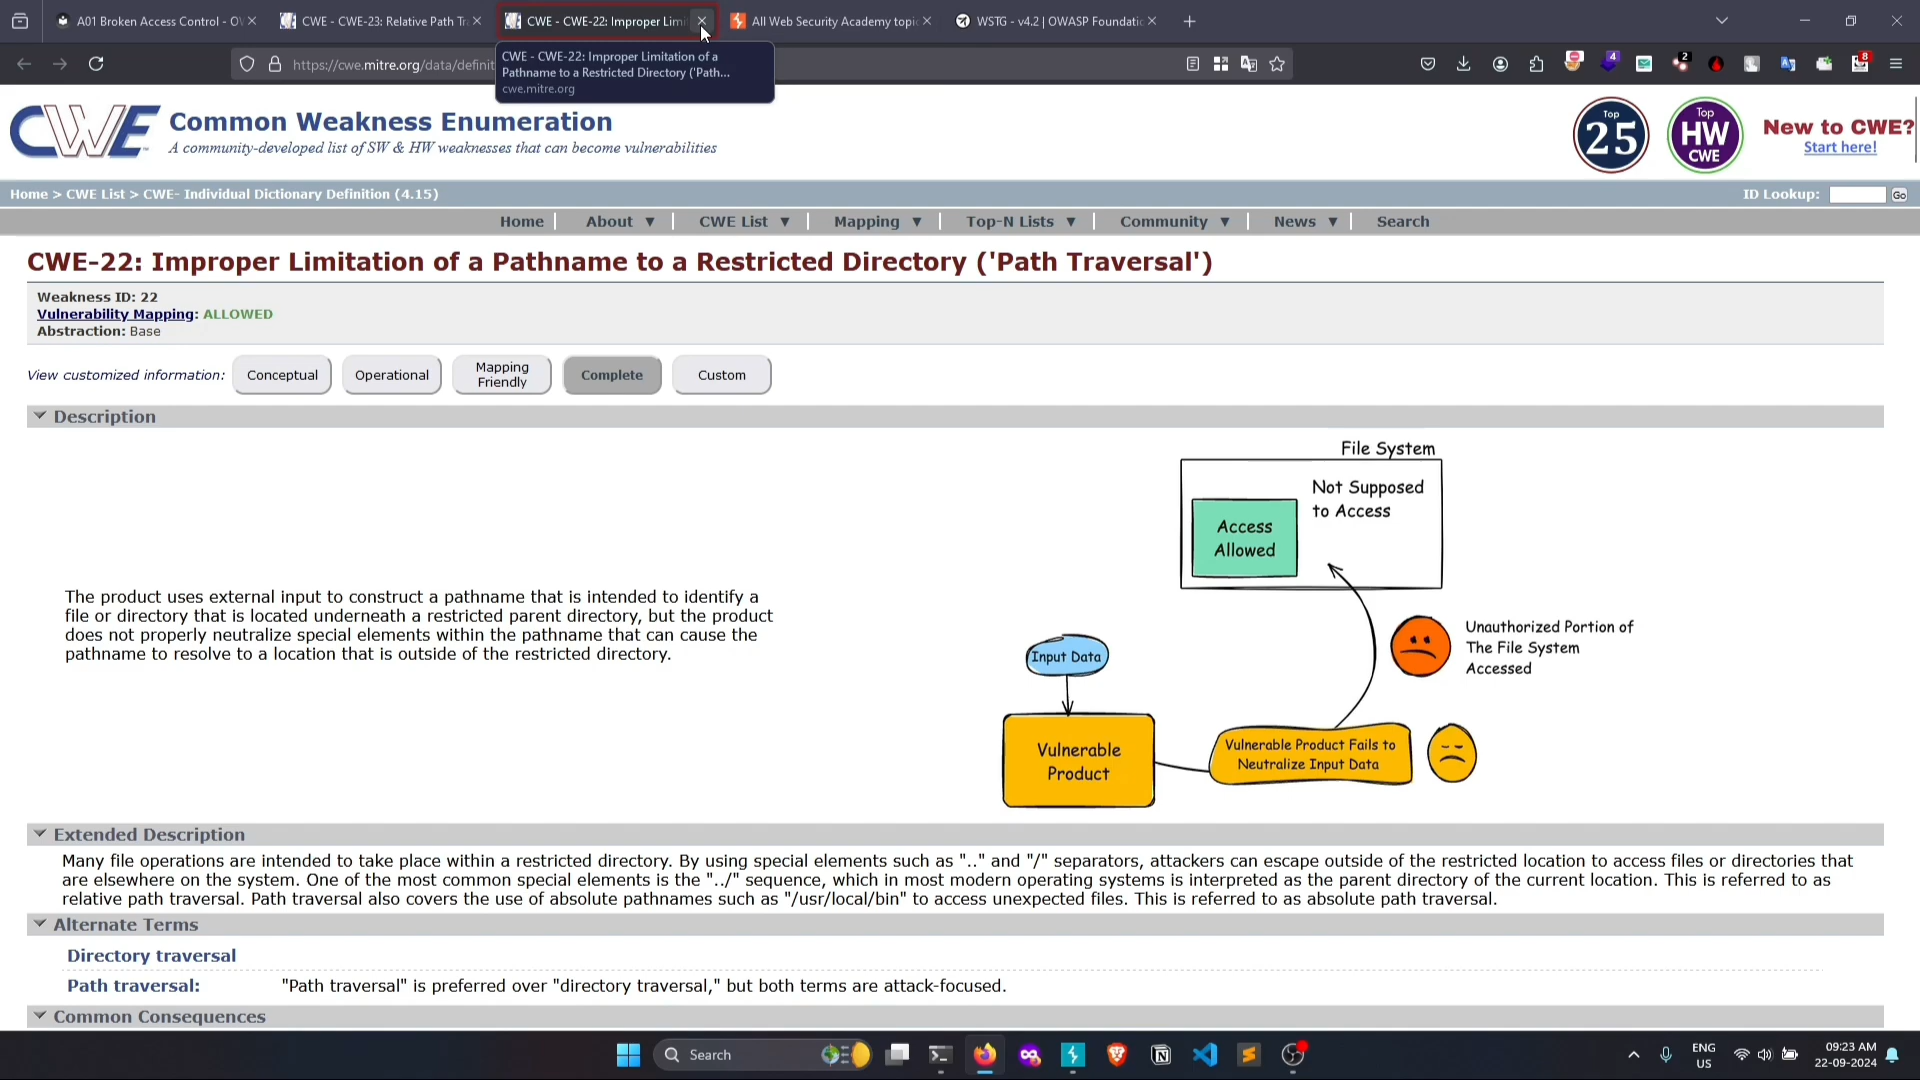 A01 Broken Access Control - OW
CWE - CWE-23: Relative Path Tr
CWE - CWE-22: Improper Limi
All Web Security Academy topic
WSTG - v4.2 | OWASP Foundatio
https://cwe.mitre.org/data/definit
4
2
8
CWE - CWE-22: Improper Limitation of a
Pathname to a Restricted Directory ('Path...
cwe.mitre.org
CWE
Common Weakness Enumeration
A community-developed list of SW & HW weaknesses that can become vulnerabilities
Top
25
Top
HW
CWE
New to CWE?
Start here!
Home > CWE List > CWE- Individual Dictionary Definition (4.15)
ID Lookup:
Go
Home
About ▼
CWE List ▼
Mapping ▼
Top-N Lists ▼
Community ▼
News ▼
Search
CWE-22: Improper Limitation of a Pathname to a Restricted Directory ('Path Traversal')
Weakness ID: 22
Vulnerability Mapping: ALLOWED
Abstraction: Base
View customized information:
Conceptual
Operational
Mapping
Friendly
Complete
Custom
Description
The product uses external input to construct a pathname that is intended to identify a
file or directory that is located underneath a restricted parent directory, but the product
does not properly neutralize special elements within the pathname that can cause the
pathname to resolve to a location that is outside of the restricted directory.
File System
Not Supposed
to Access
Access
Allowed
Unauthorized Portion of
The File System
Accessed
Input Data
Vulnerable
Product
Vulnerable Product Fails to
Neutralize Input Data
Extended Description
Many file operations are intended to take place within a restricted directory. By using special elements such as ".." and "/" separators, attackers can escape outside of the restricted location to access files or directories that
are elsewhere on the system. One of the most common special elements is the "../" sequence, which in most modern operating systems is interpreted as the parent directory of the current location. This is referred to as
relative path traversal. Path traversal also covers the use of absolute pathnames such as "/usr/local/bin" to access unexpected files. This is referred to as absolute path traversal.
Alternate Terms
Directory traversal
Path traversal: "Path traversal" is preferred over "directory traversal," but both terms are attack-focused.
Common Consequences
Search
ENG
US
09:23 AM
22-09-2024